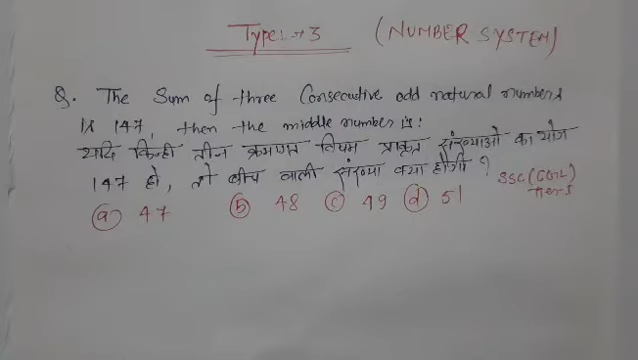 Type:→3 (NUMBER SYSTEM)
Q. The Sum of three Consecutive odd natural numbers
is 147, then the middle number is:
यदि किन्ही तीन क्रमागत विषम प्राकृत संख्याओ का योग
147 हो, तो बीच वाली संख्या क्या होगी ?
SSC (CGL)
Tier I
(a) 47 (b) 48 (c) 49 (d) 51